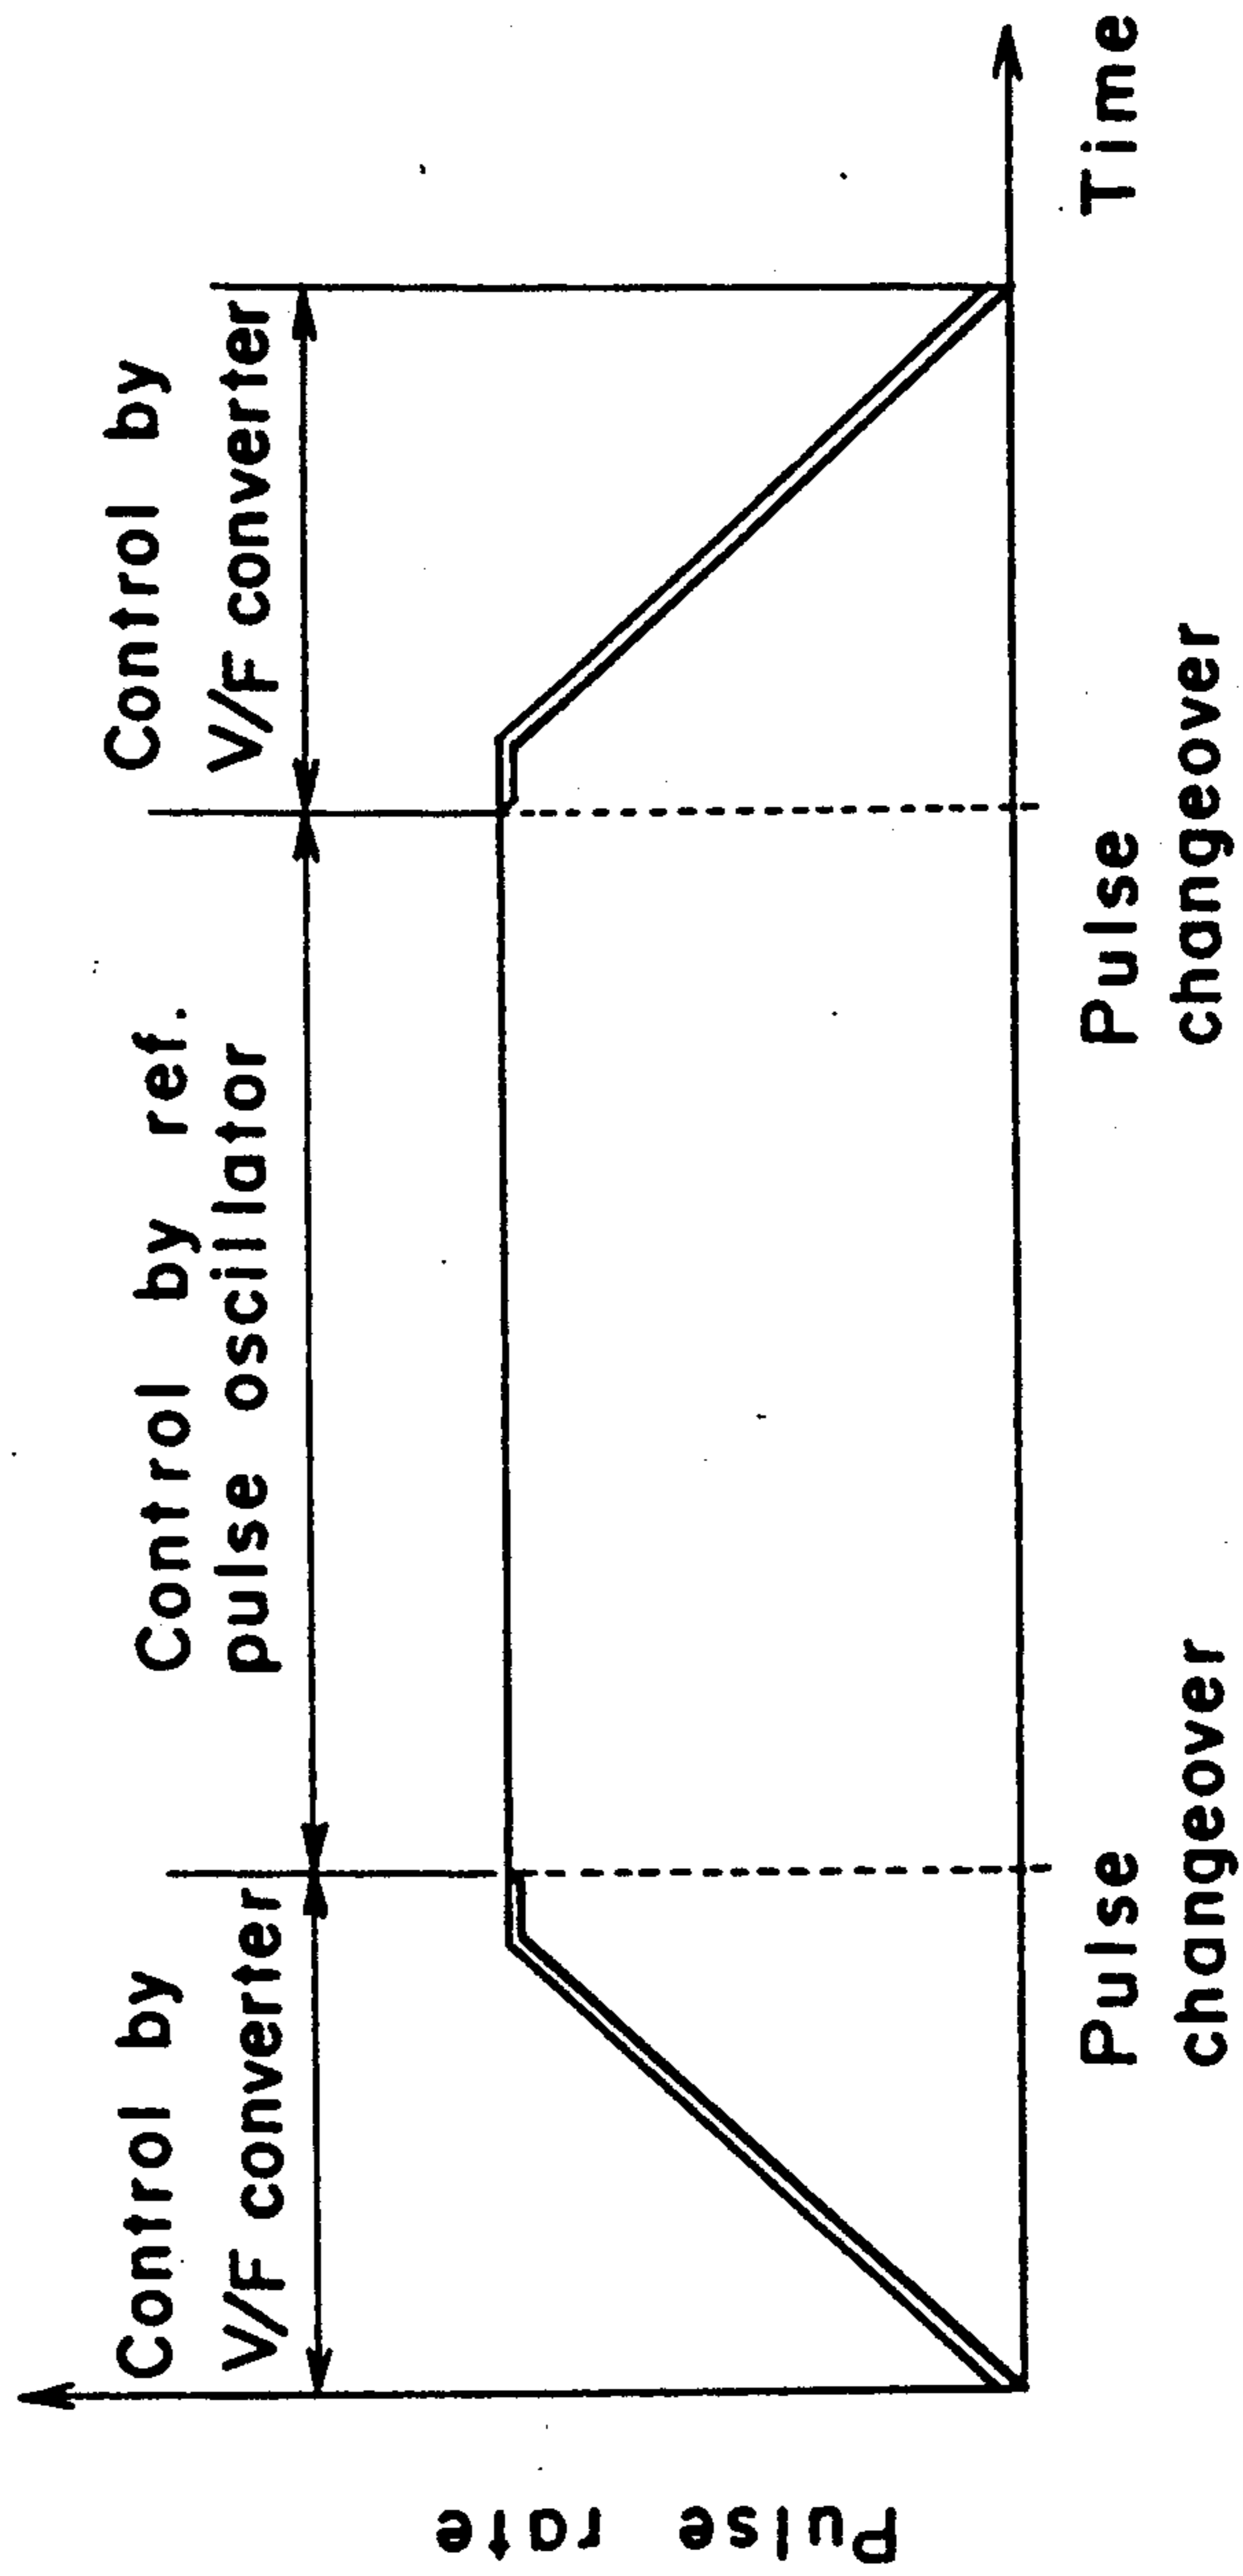 Control by
V/F converter
Control by ref.
pulse oscillator
Control by
V/F converter
Pulse rate
Pulse
changeover
Pulse
changeover
Time